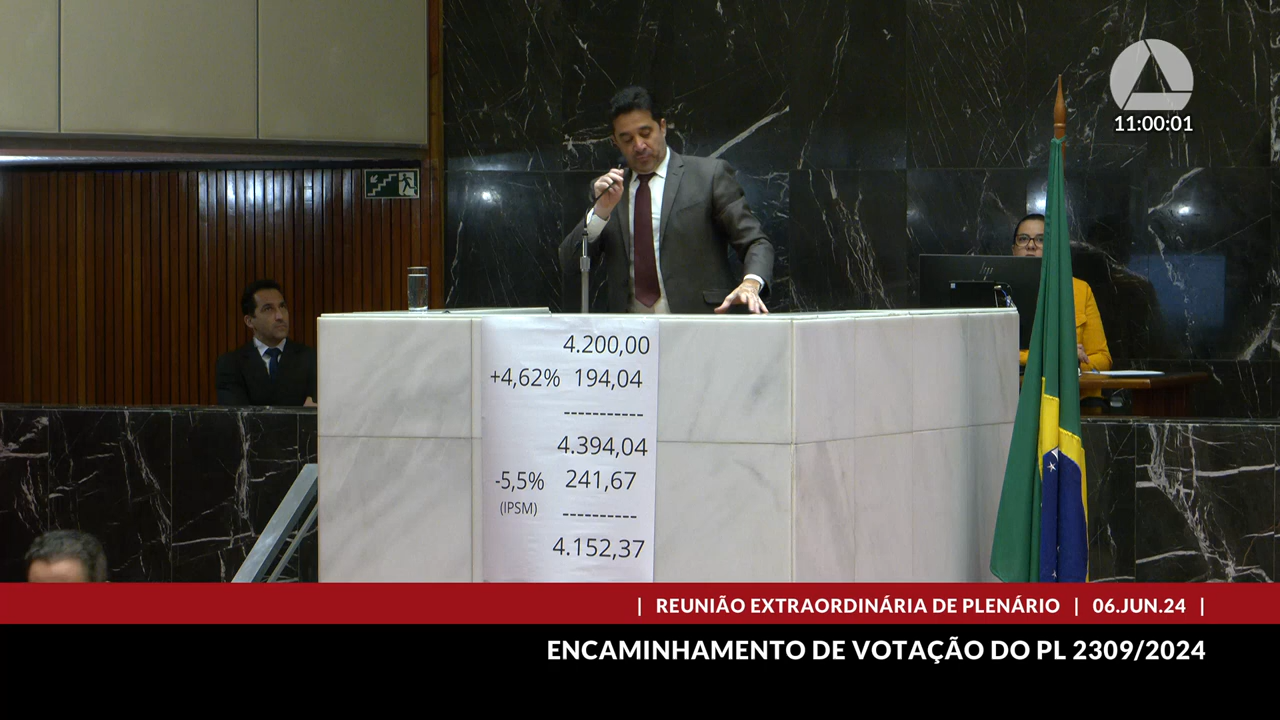 11:00:01
4.200,00
+4,62% 194,04
-----------
4.394,04
-5,5% 241,67
(IPSM) ----------
4.152,37
| REUNIÃO EXTRAORDINÁRIA DE PLENÁRIO | 06.JUN.24 |
ENCAMINHAMENTO DE VOTAÇÃO DO PL 2309/2024